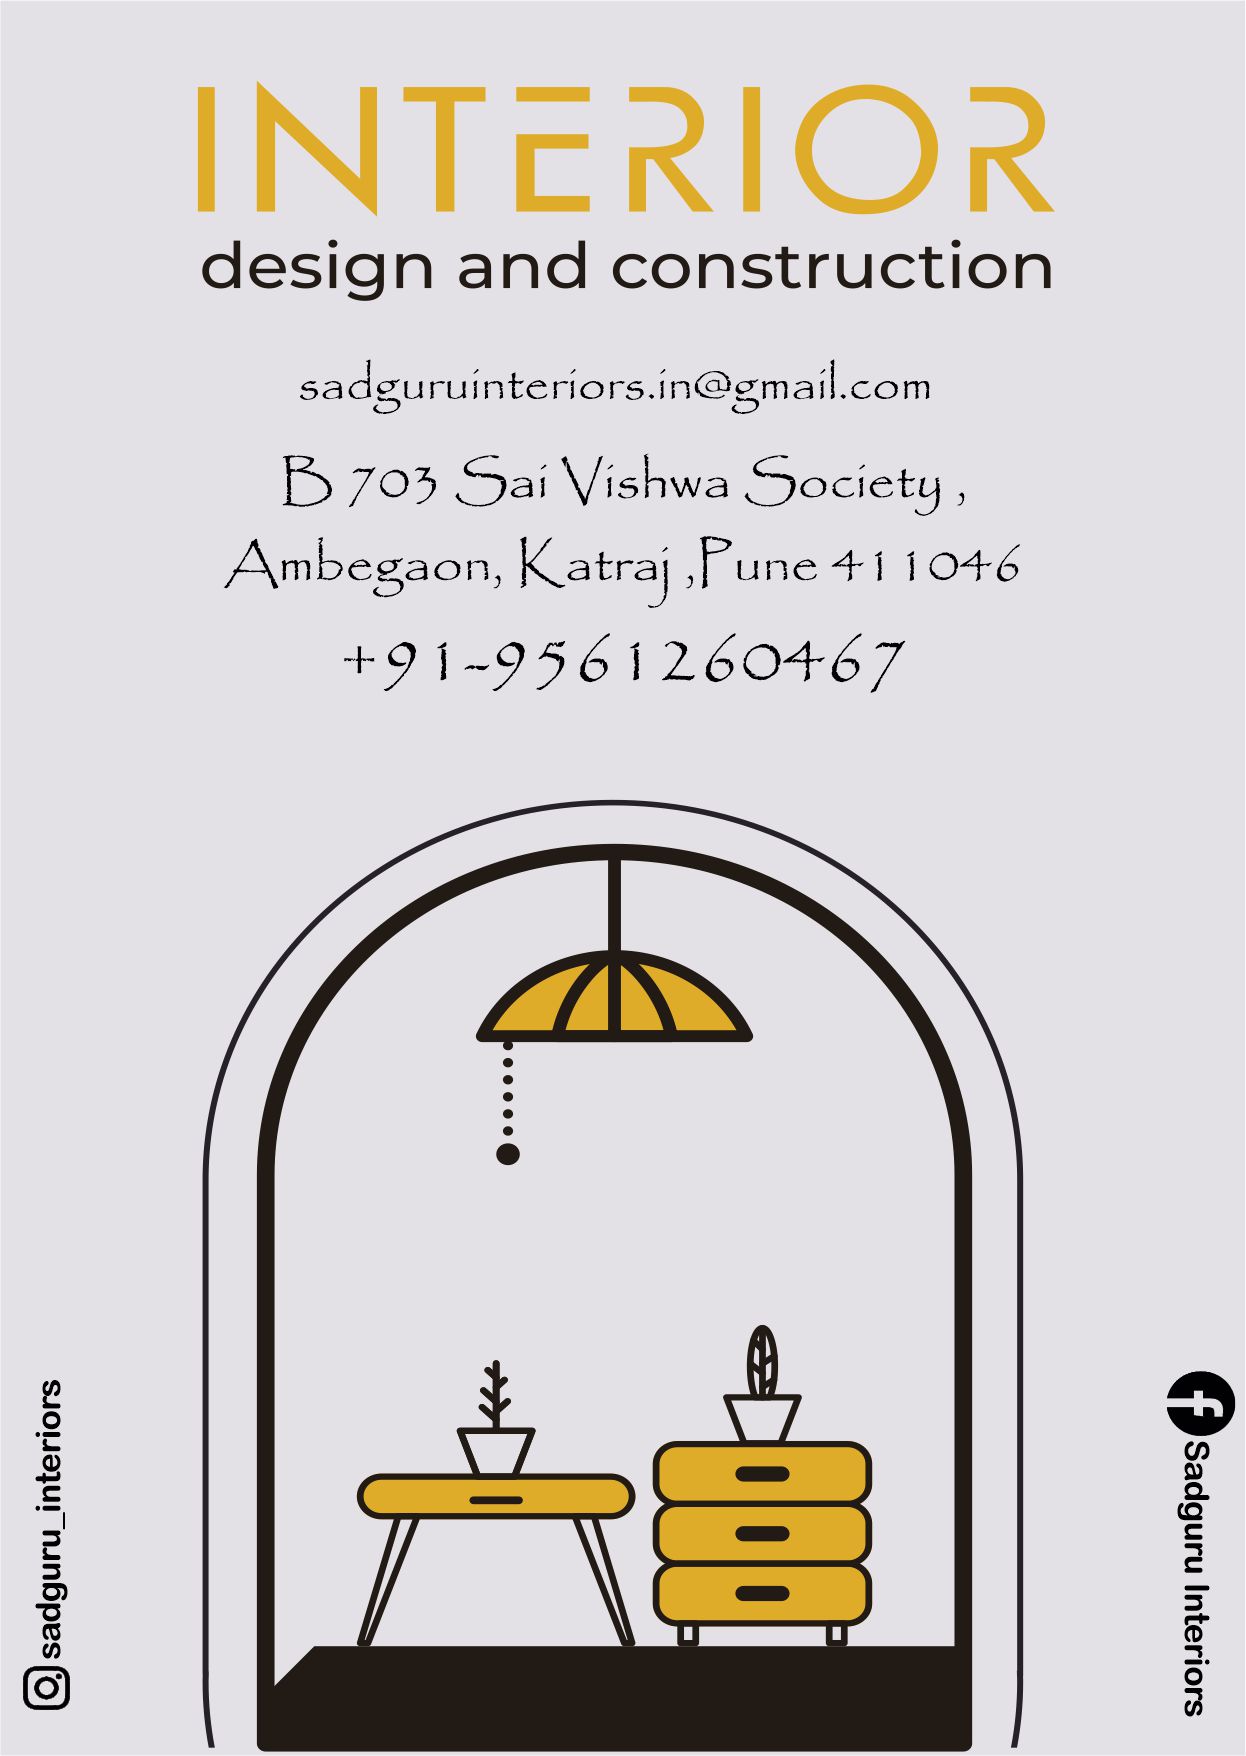 INTERIOR
design and construction
sadguruinteriors.in@gmail.com
B 703 Sai Vishwa Society ,
Ambegaon, Katraj ,Pune 411046
+91-9561260467
sadguru_interiors
Sadguru Interiors